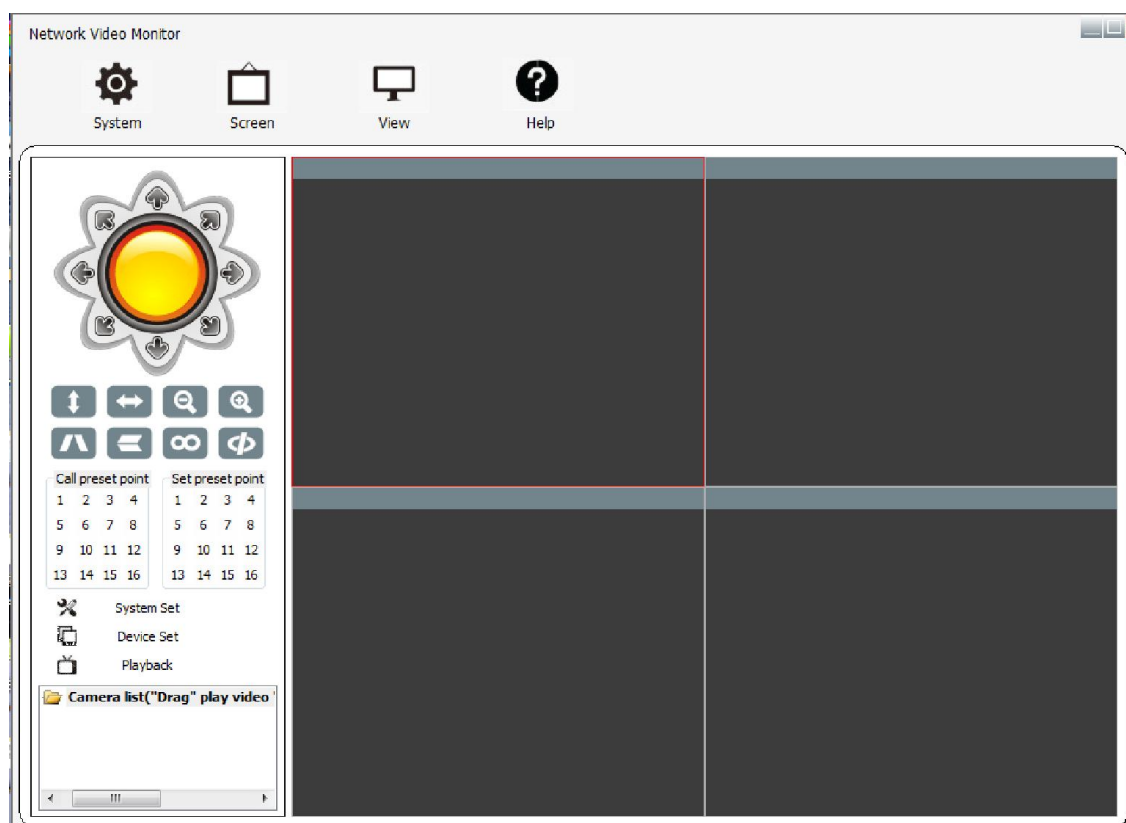 Network Video Monitor
System Screen View Help
Call preset point Set preset point
1 2 3 4 1 2 3 4
5 6 7 8 5 6 7 8
9 10 11 12 9 10 11 12
13 14 15 16 13 14 15 16
System Set
Device Set
Playback
Camera list("Drag" play video "